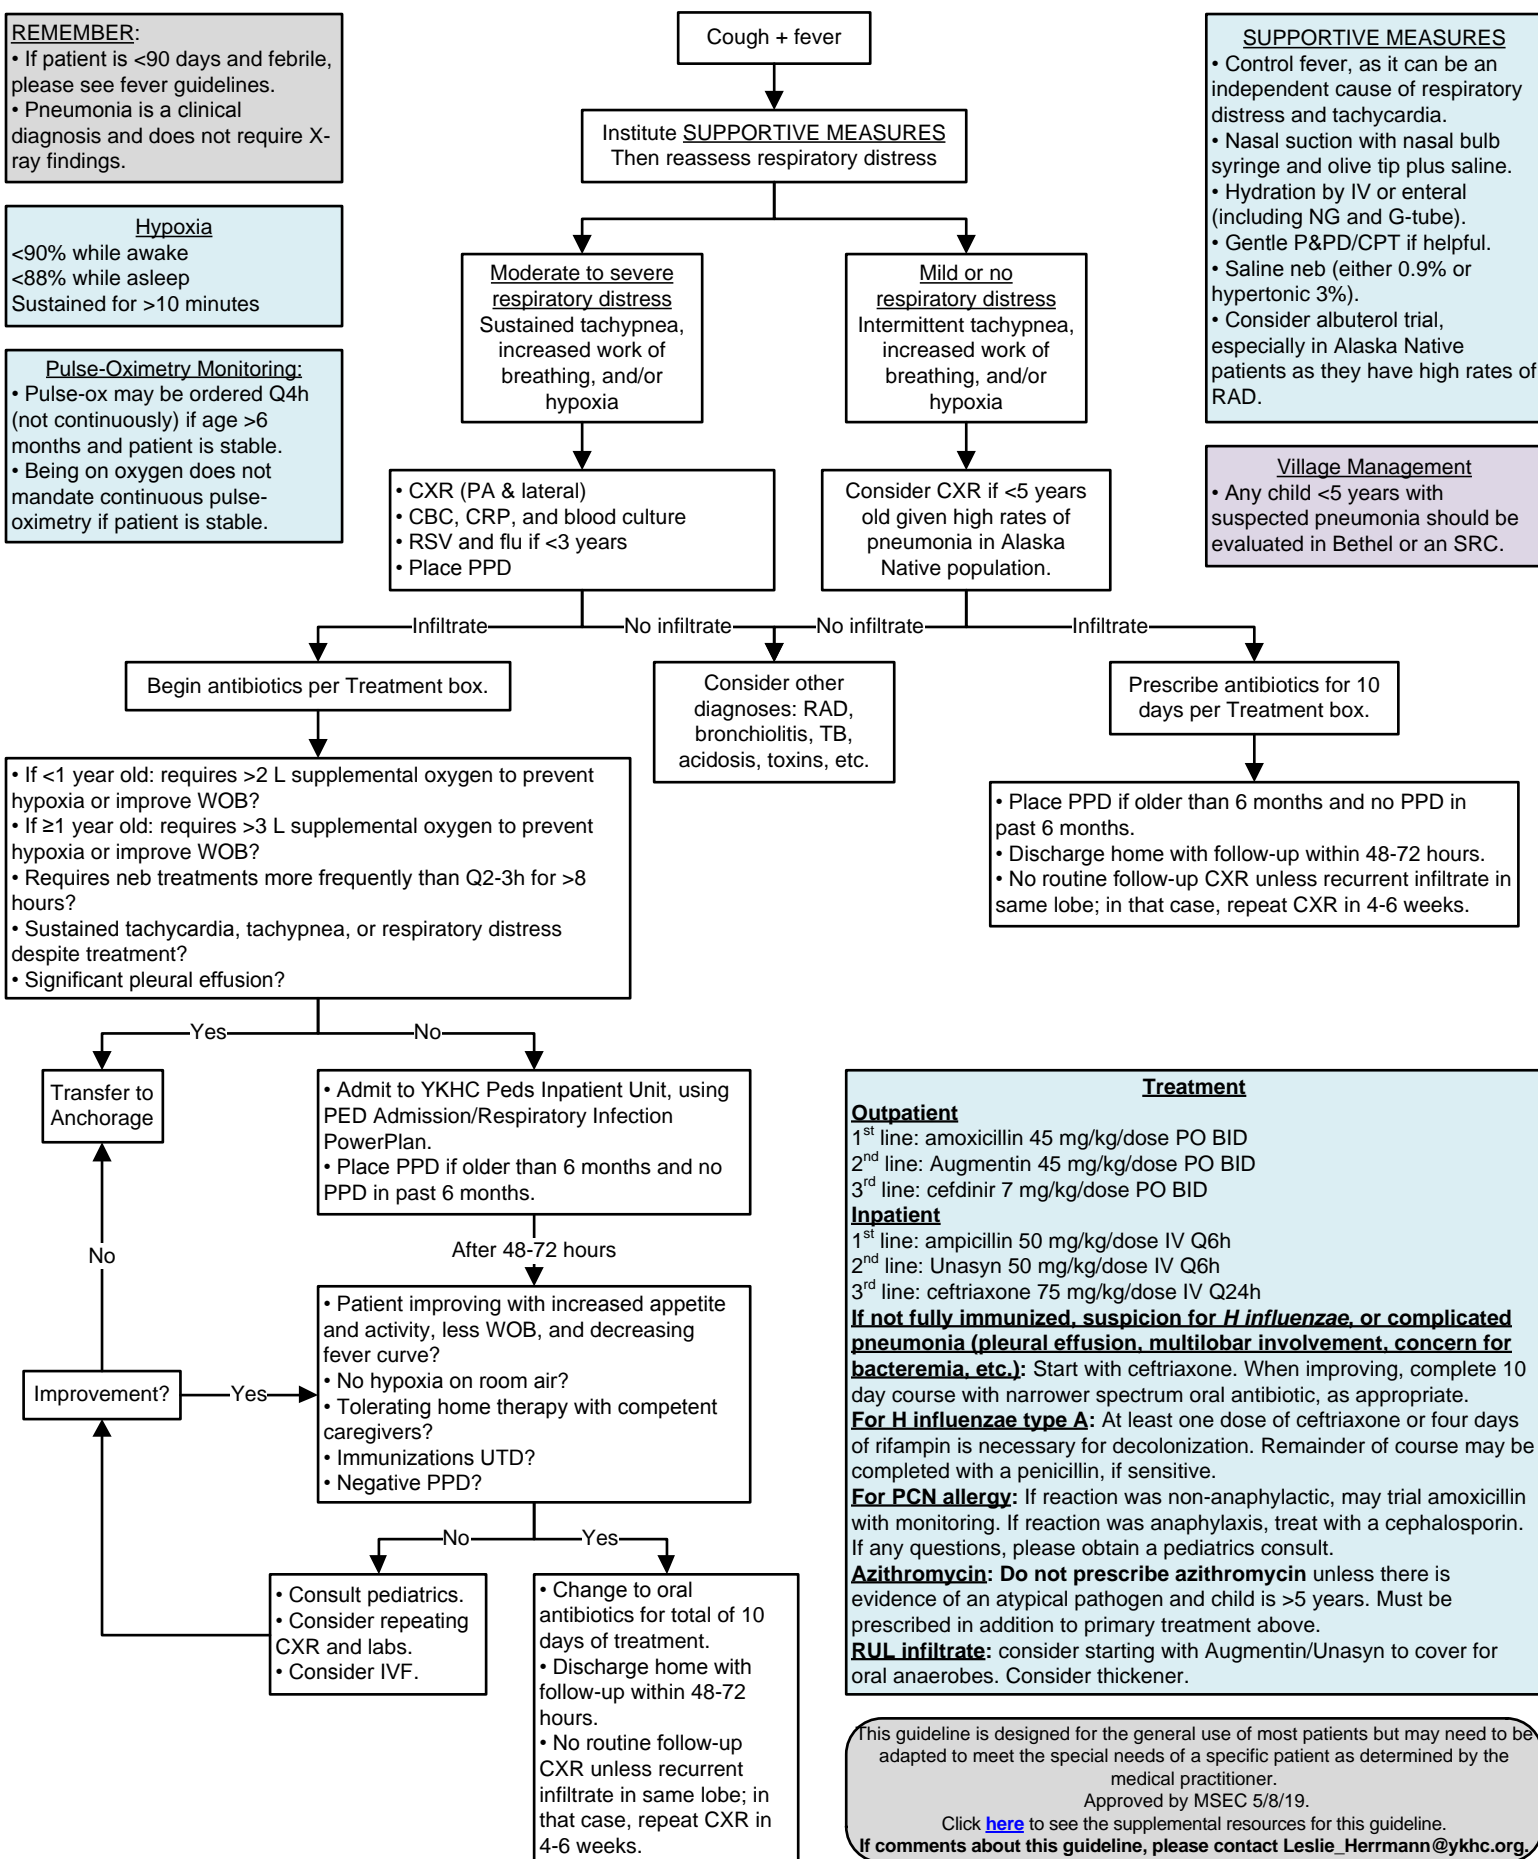 REMEMBER:
• If patient is <90 days and febrile,
please see fever guidelines.
• Pneumonia is a clinical
diagnosis and does not require X-
ray findings.
Hypoxia
<90% while awake
<88% while asleep
Sustained for >10 minutes
Pulse-Oximetry Monitoring:
• Pulse-ox may be ordered Q4h
(not continuously) if age >6
months and patient is stable.
• Being on oxygen does not
mandate continuous pulse-
oximetry if patient is stable.
Cough + fever
Institute SUPPORTIVE MEASURES
Then reassess respiratory distress
Moderate to severe
respiratory distress
Sustained tachypnea,
increased work of
breathing, and/or
hypoxia
Mild or no
respiratory distress
Intermittent tachypnea,
increased work of
breathing, and/or
hypoxia
SUPPORTIVE MEASURES
• Control fever, as it can be an
independent cause of respiratory
distress and tachycardia.
• Nasal suction with nasal bulb
syringe and olive tip plus saline.
• Hydration by IV or enteral
(including NG and G-tube).
• Gentle P&PD/CPT if helpful.
• Saline neb (either 0.9% or
hypertonic 3%).
• Consider albuterol trial,
especially in Alaska Native
patients as they have high rates of
RAD.
Village Management
• Any child <5 years with
suspected pneumonia should be
evaluated in Bethel or an SRC.
• CXR (PA & lateral)
• CBC, CRP, and blood culture
• RSV and flu if <3 years
• Place PPD
Consider CXR if <5 years
old given high rates of
pneumonia in Alaska
Native population.
Infiltrate
No infiltrate
No infiltrate
Infiltrate
Begin antibiotics per Treatment box.
Consider other
diagnoses: RAD,
bronchiolitis, TB,
acidosis, toxins, etc.
Prescribe antibiotics for 10
days per Treatment box.
• If <1 year old: requires >2 L supplemental oxygen to prevent
hypoxia or improve WOB?
• If ≥1 year old: requires >3 L supplemental oxygen to prevent
hypoxia or improve WOB?
• Requires neb treatments more frequently than Q2-3h for >8
hours?
• Sustained tachycardia, tachypnea, or respiratory distress
despite treatment?
• Significant pleural effusion?
• Place PPD if older than 6 months and no PPD in
past 6 months.
• Discharge home with follow-up within 48-72 hours.
• No routine follow-up CXR unless recurrent infiltrate in
same lobe; in that case, repeat CXR in 4-6 weeks.
Yes
No
Transfer to
Anchorage
• Admit to YKHC Peds Inpatient Unit, using
PED Admission/Respiratory Infection
PowerPlan.
• Place PPD if older than 6 months and no
PPD in past 6 months.
After 48-72 hours
No
• Patient improving with increased appetite
and activity, less WOB, and decreasing
fever curve?
• No hypoxia on room air?
• Tolerating home therapy with competent
caregivers?
• Immunizations UTD?
• Negative PPD?
Improvement?
Yes
No
Yes
• Consult pediatrics.
• Consider repeating
CXR and labs.
• Consider IVF.
• Change to oral
antibiotics for total of 10
days of treatment.
• Discharge home with
follow-up within 48-72
hours.
• No routine follow-up
CXR unless recurrent
infiltrate in same lobe; in
that case, repeat CXR in
4-6 weeks.
Treatment
Outpatient
1st line: amoxicillin 45 mg/kg/dose PO BID
2nd line: Augmentin 45 mg/kg/dose PO BID
3rd line: cefdinir 7 mg/kg/dose PO BID
Inpatient
1st line: ampicillin 50 mg/kg/dose IV Q6h
2nd line: Unasyn 50 mg/kg/dose IV Q6h
3rd line: ceftriaxone 75 mg/kg/dose IV Q24h
If not fully immunized, suspicion for H influenzae, or complicated
pneumonia (pleural effusion, multilobar involvement, concern for
bacteremia, etc.): Start with ceftriaxone. When improving, complete 10
day course with narrower spectrum oral antibiotic, as appropriate.
For H influenzae type A: At least one dose of ceftriaxone or four days
of rifampin is necessary for decolonization. Remainder of course may be
completed with a penicillin, if sensitive.
For PCN allergy: If reaction was non-anaphylactic, may trial amoxicillin
with monitoring. If reaction was anaphylaxis, treat with a cephalosporin.
If any questions, please obtain a pediatrics consult.
Azithromycin: Do not prescribe azithromycin unless there is
evidence of an atypical pathogen and child is >5 years. Must be
prescribed in addition to primary treatment above.
RUL infiltrate: consider starting with Augmentin/Unasyn to cover for
oral anaerobes. Consider thickener.
This guideline is designed for the general use of most patients but may need to be
adapted to meet the special needs of a specific patient as determined by the
medical practitioner.
Approved by MSEC 5/8/19.
Click here to see the supplemental resources for this guideline.
If comments about this guideline, please contact Leslie_Herrmann@ykhc.org.